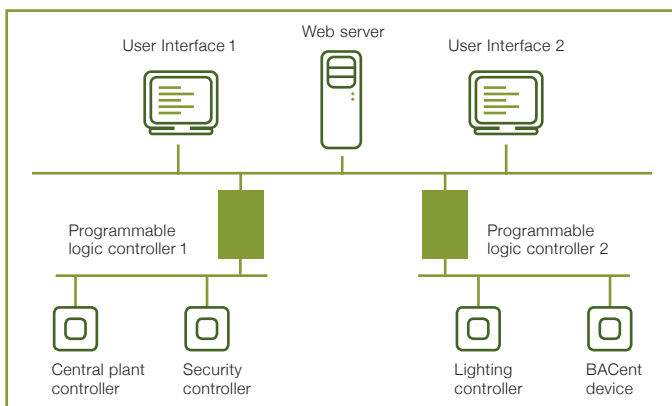 Web server
User Interface 1
User Interface 2
Programmable
logic controller 1
Programmable
logic controller 2
Central plant
controller
Security
controller
Lighting
controller
BACent
device